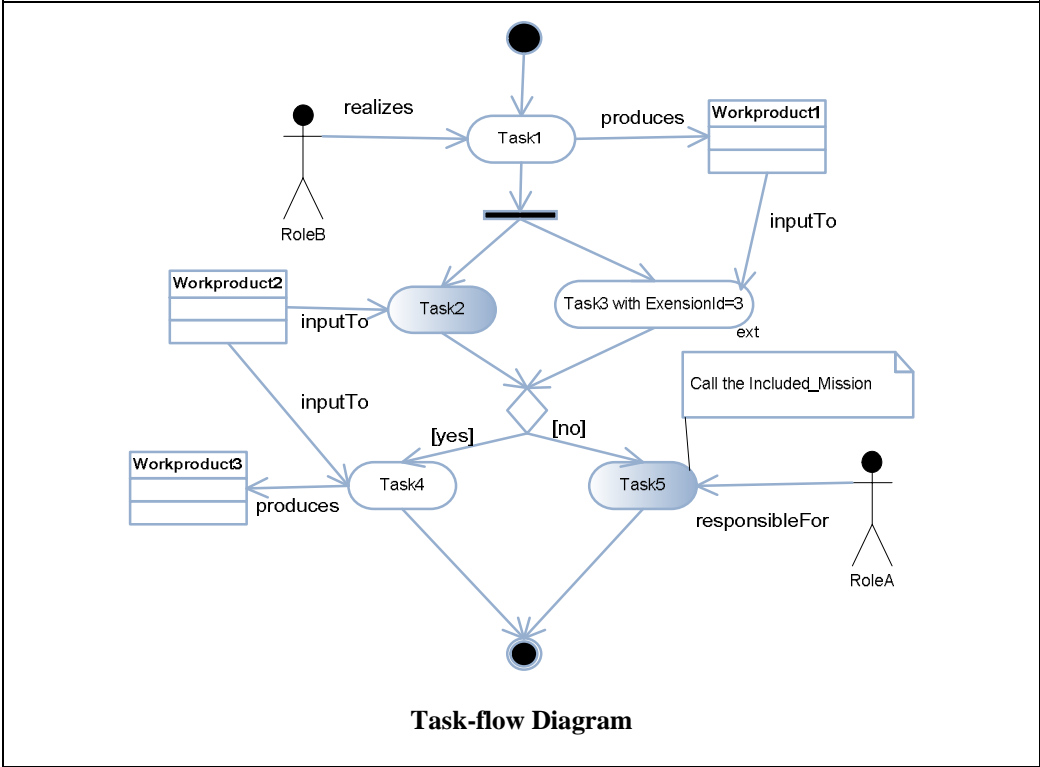 realizes
produces
Workproduct1
Task1
RoleB
inputTo
Workproduct2
Task2
Task3 with ExensionId=3
inputTo
ext
Call the Included_Mission
inputTo
[yes]
[no]
Workproduct3
Task4
Task5
produces
responsibleFor
RoleA
Task-flow Diagram